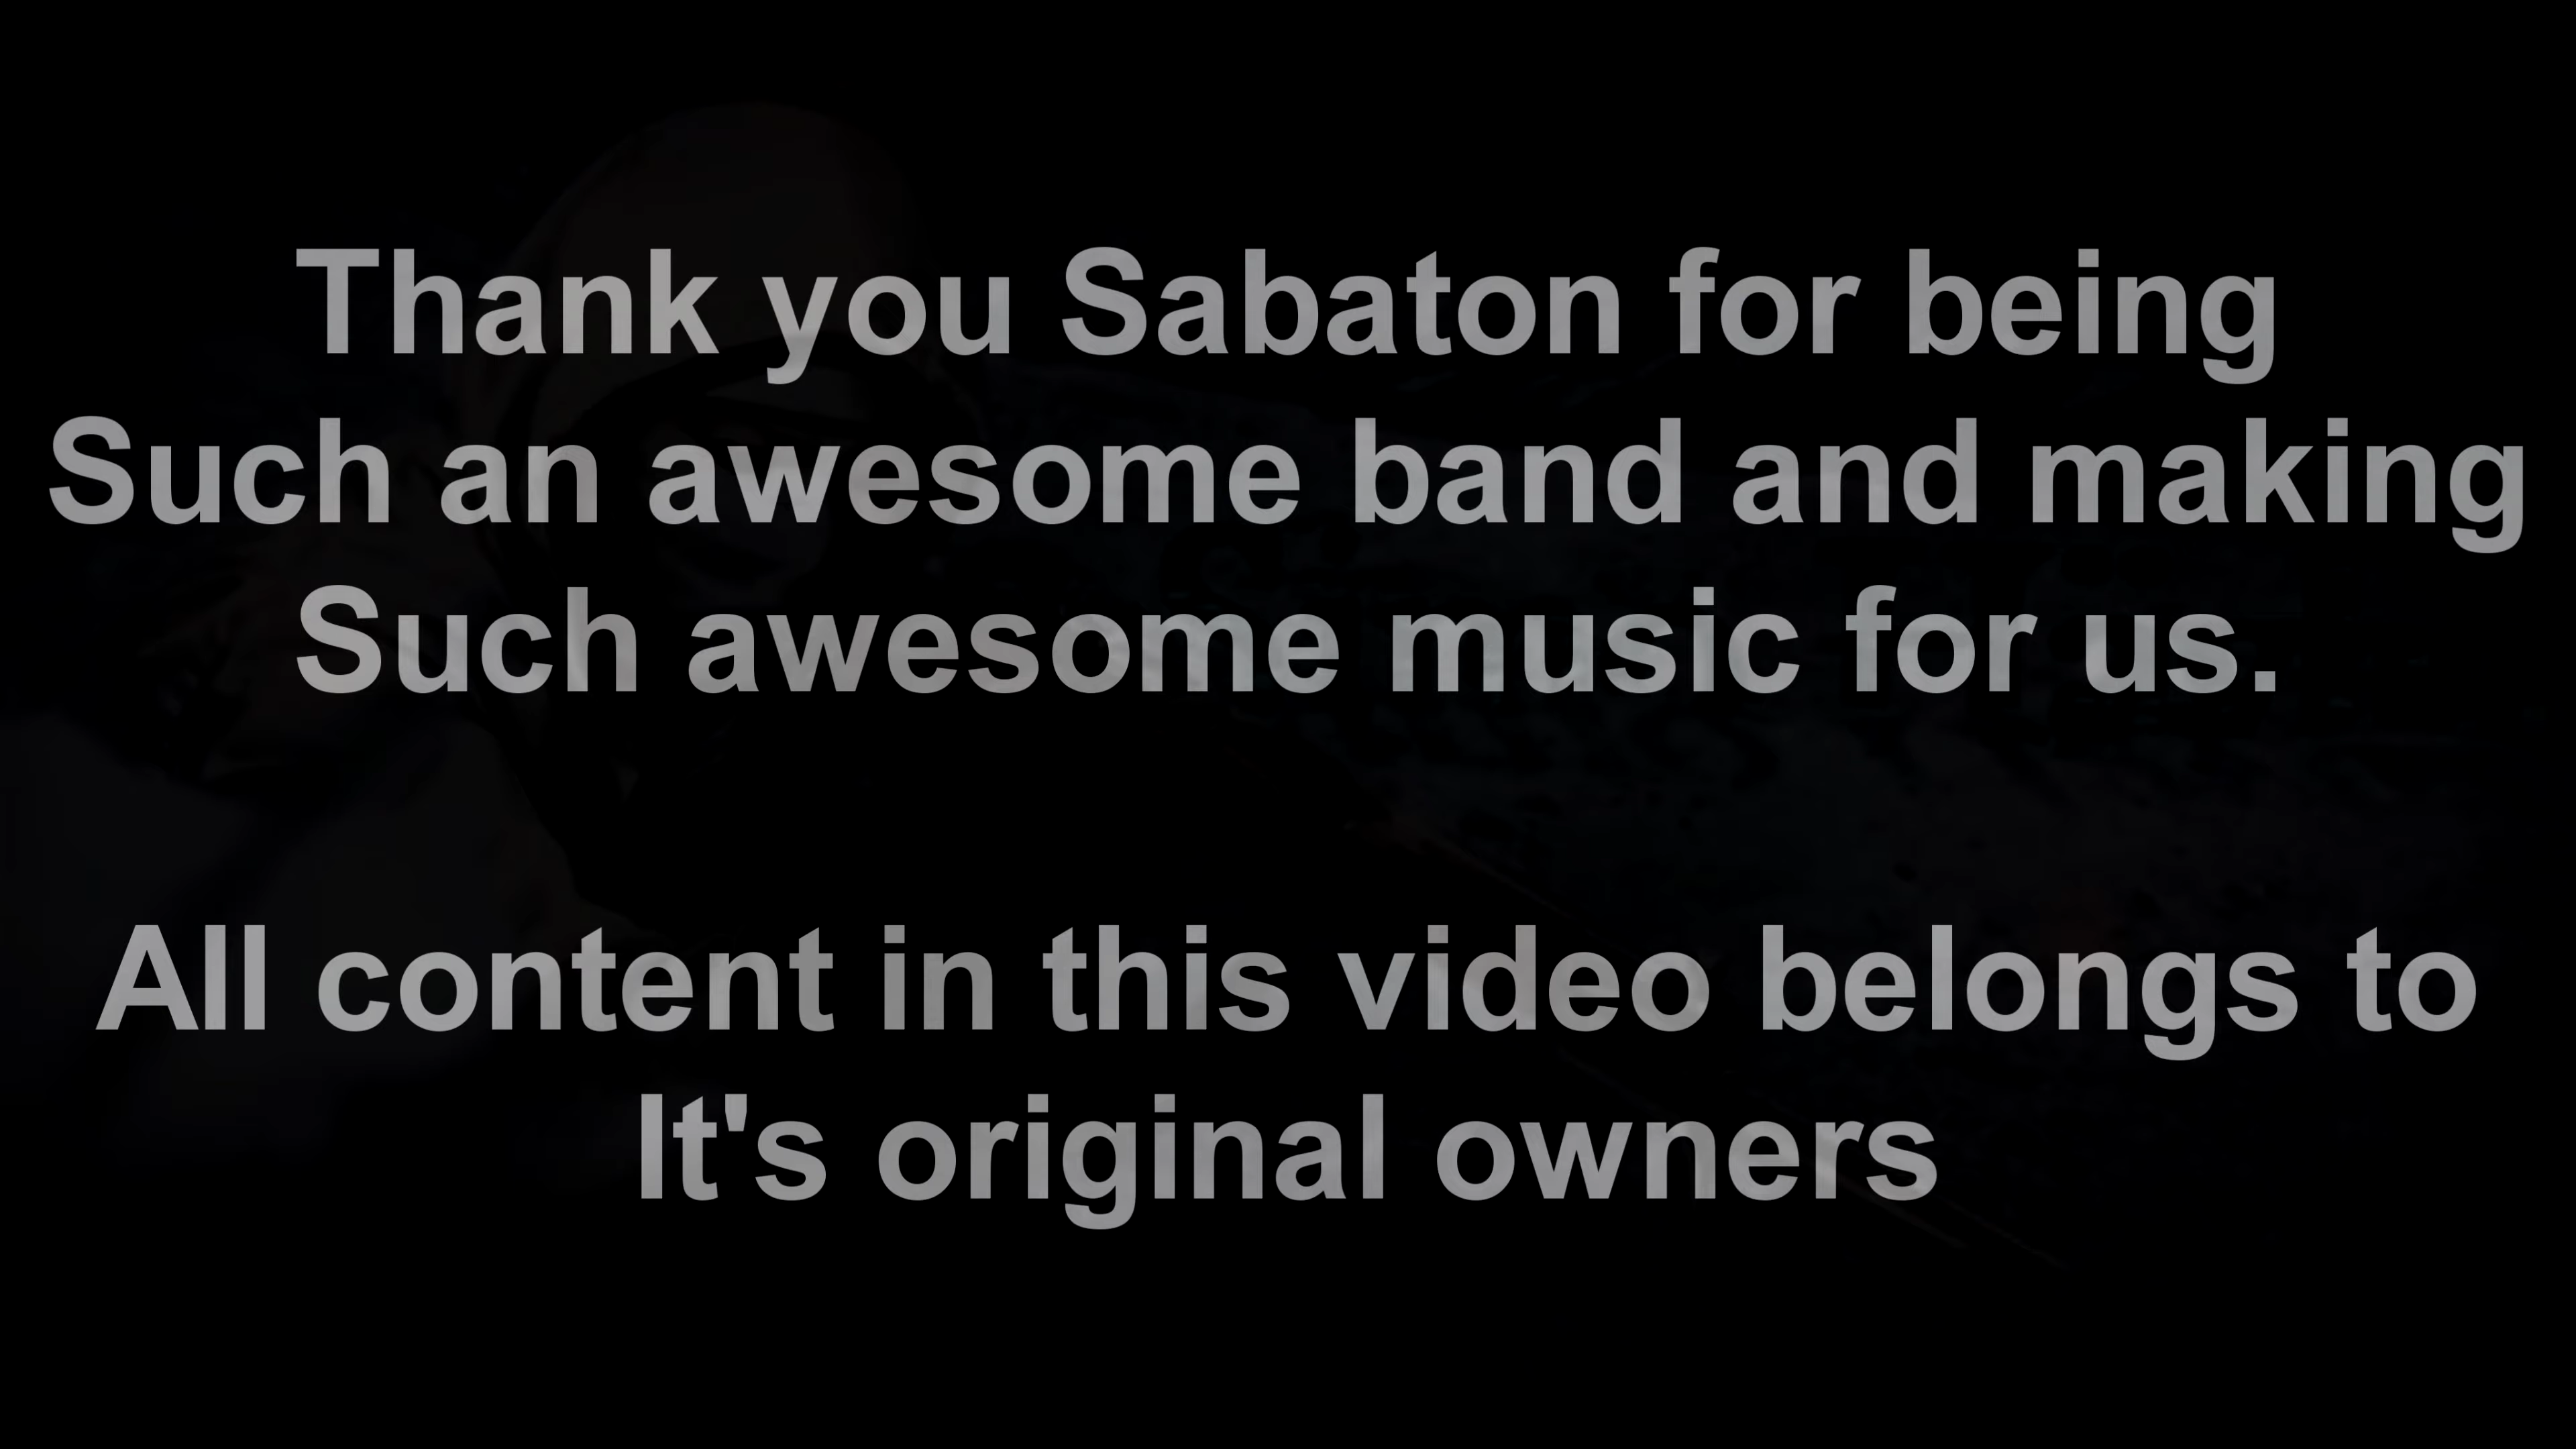 Thank you Sabaton for being
Such an awesome band and making
Such awesome music for us.
All content in this video belongs to
It's original owners